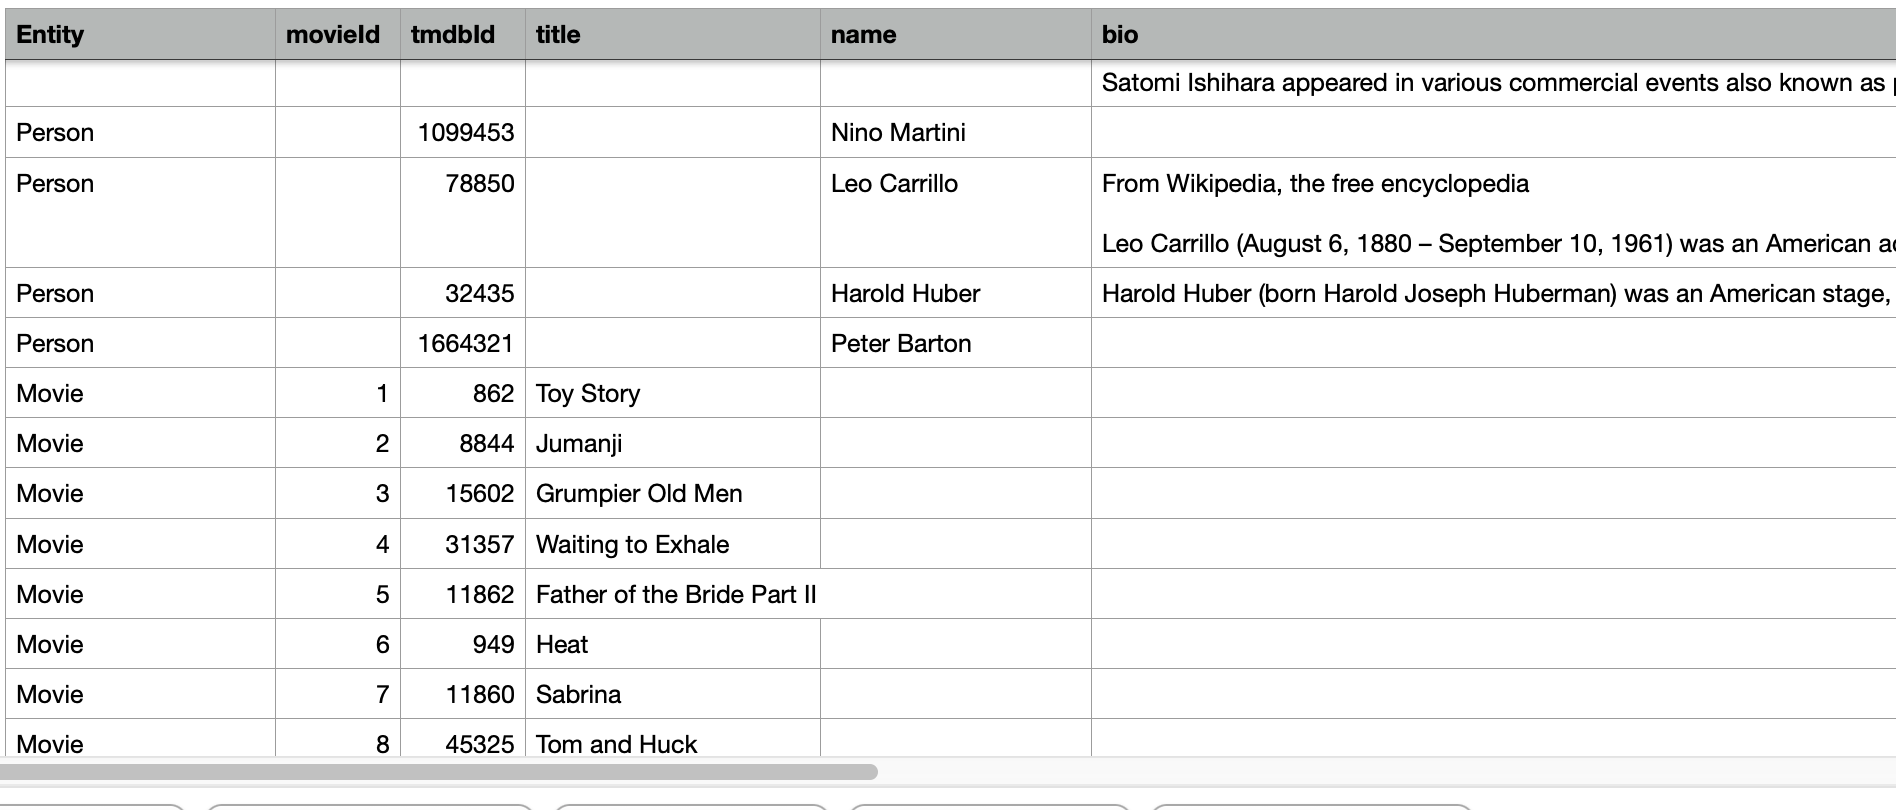 Entity movieId tmdbId title name bio
Satomi Ishihara appeared in various commercial events also known as
Person 1099453 Nino Martini
Person 78850 Leo Carrillo From Wikipedia, the free encyclopedia
Leo Carrillo (August 6, 1880 – September 10, 1961) was an American
Person 32435 Harold Huber Harold Huber (born Harold Joseph Huberman) was an American stage,
Person 1664321 Peter Barton
Movie 1 862 Toy Story
Movie 2 8844 Jumanji
Movie 3 15602 Grumpier Old Men
Movie 4 31357 Waiting to Exhale
Movie 5 11862 Father of the Bride Part II
Movie 6 949 Heat
Movie 7 11860 Sabrina
Movie 8 45325 Tom and Huck